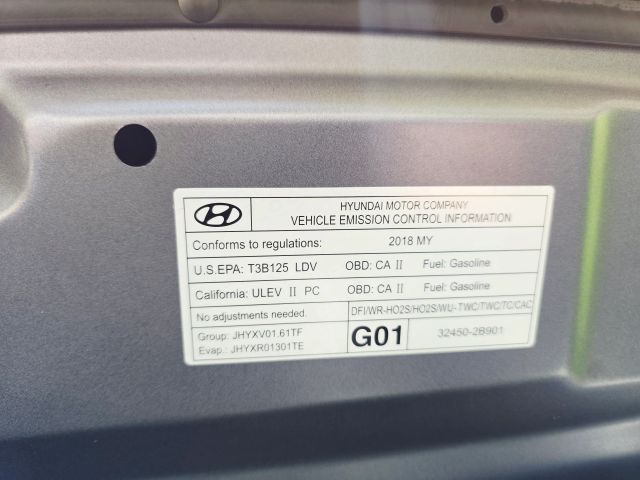 HYUNDAI MOTOR COMPANY
VEHICLE EMISSION CONTROL INFORMATION
Conforms to regulations: 2018 MY
U.S.EPA: T3B125 LDV OBD: CA II Fuel: Gasoline
California: ULEV II PC OBD: CA II Fuel: Gasoline
No adjustments needed. DFI/WR-HO2S/HO2S/WU-TWC/TWC/TC/CAC
Group: JHYXV01.61TF
Evap.: JHYXR01301TE
G01 32450-2B901